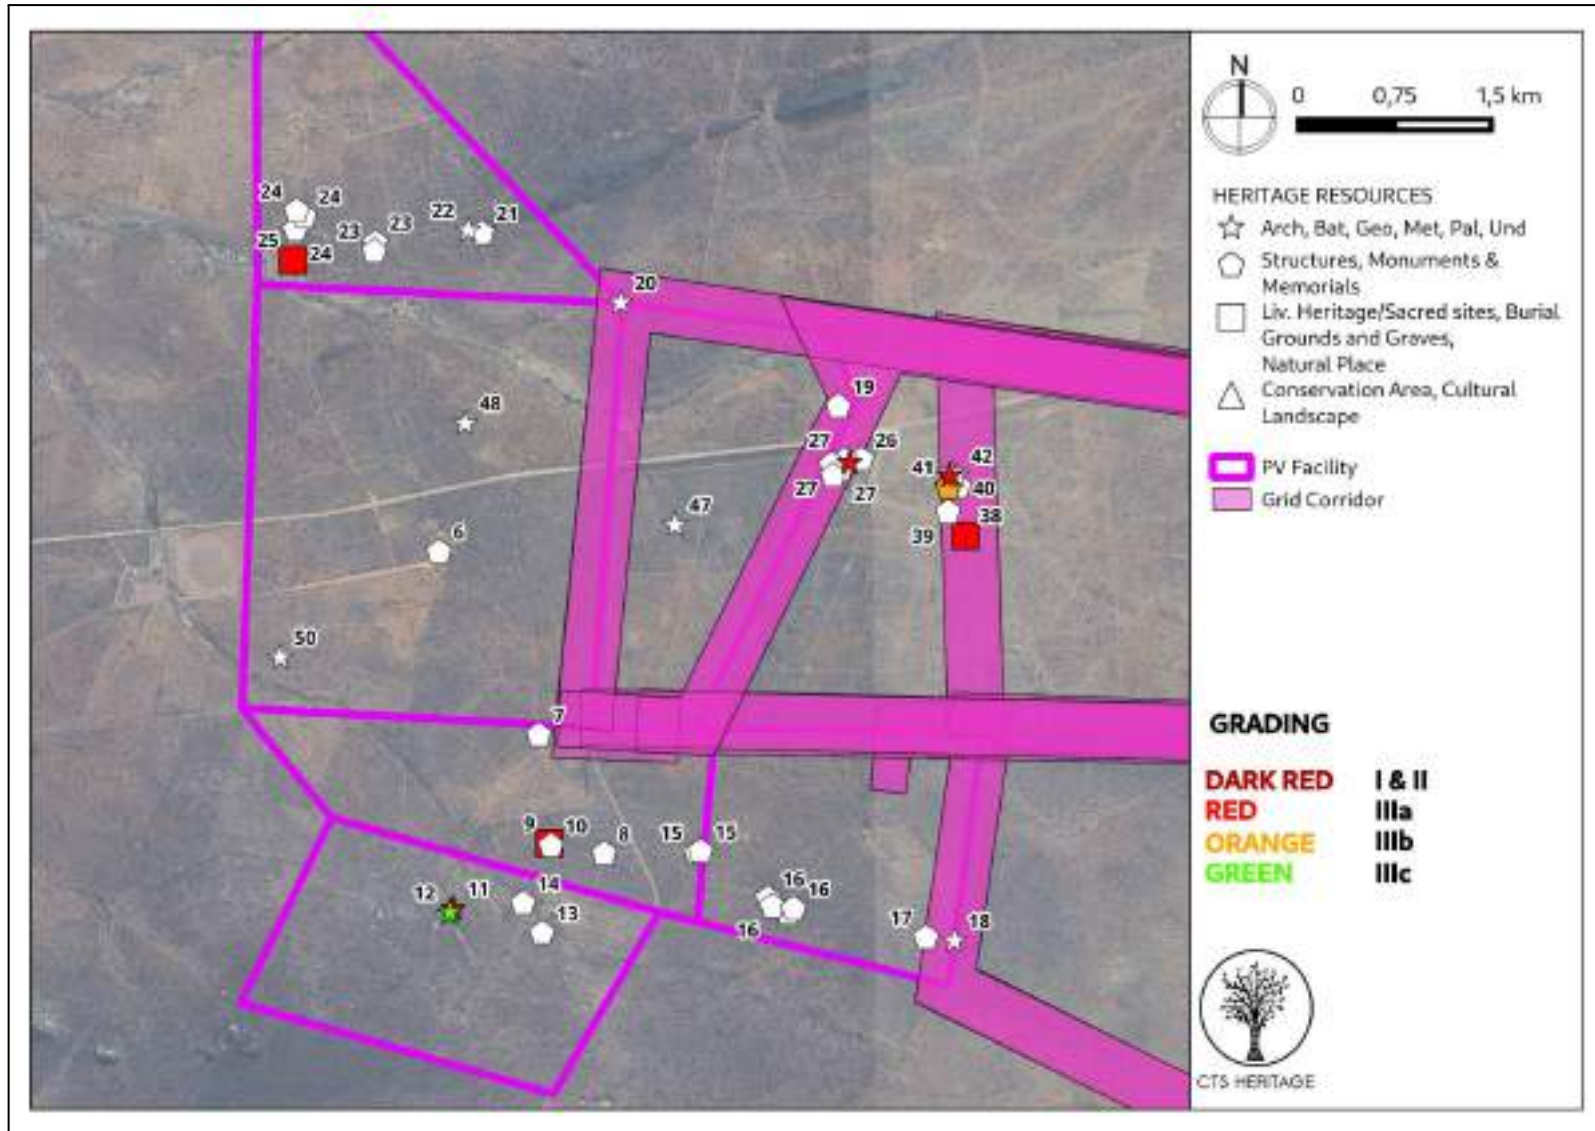 24
24
22
21
23
23
25
24
20
48
19
27
26
41
42
40
27
27
47
6
38
39
50
7
9
10
8
15
15
12
11
14
13
16
16
16
17
18
N
0 0,75 1,5 km
HERITAGE RESOURCES
Arch, Bat, Geo, Met, Pal, Und
Structures, Monuments &
Memorials
Liv. Heritage/Sacred sites, Burial
Grounds and Graves,
Natural Place
Conservation Area, Cultural
Landscape
PV Facility
Grid Corridor
GRADING
DARK RED I & II
RED IIIa
ORANGE IIIb
GREEN IIIc
CTS HERITAGE